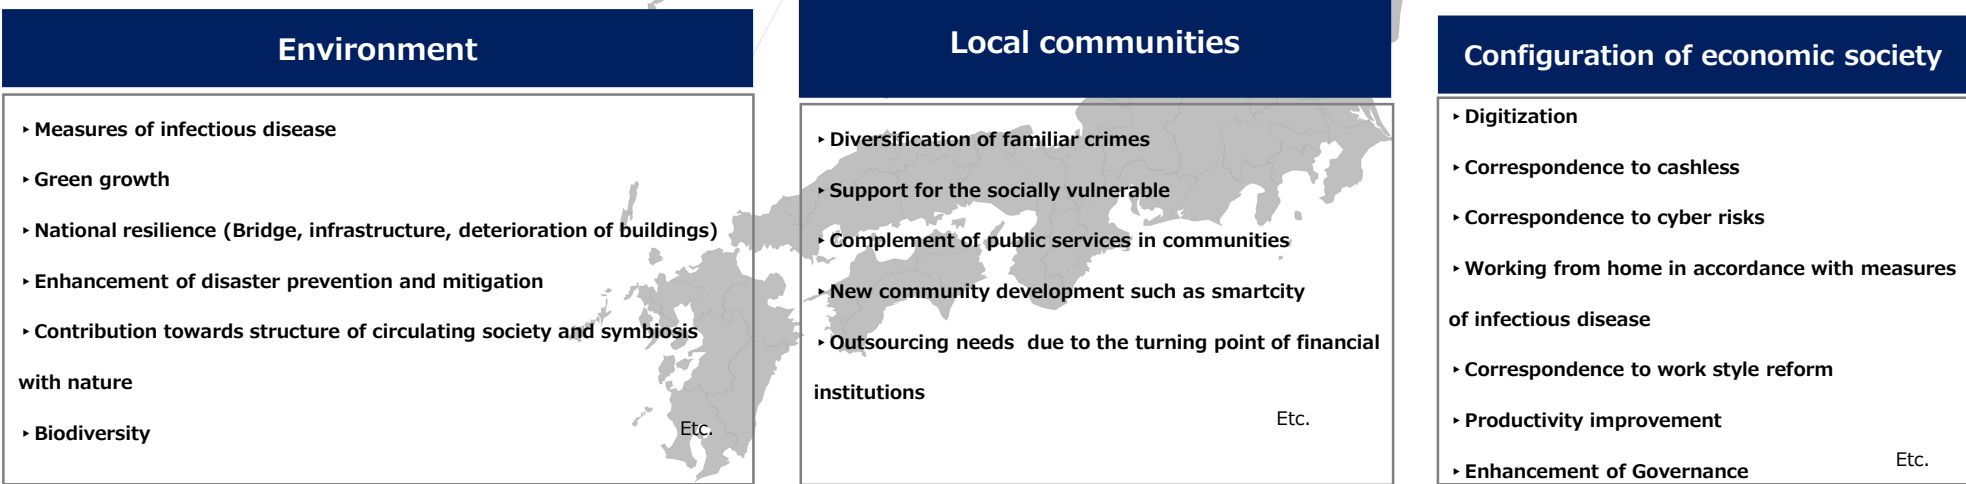 Environment
‣Measures of infectious disease
‣Green growth
‣National resilience (Bridge, infrastructure, deterioration of buildings)
‣Enhancement of disaster prevention and mitigation
‣Contribution towards structure of circulating society and symbiosis
with nature
‣Biodiversity
Etc.
Local communities
‣Diversification of familiar crimes
‣Support for the socially vulnerable
‣Complement of public services in communities
‣New community development such as smartcity
‣Outsourcing needs due to the turning point of financial
institutions
Etc.
Configuration of economic society
‣Digitization
‣Correspondence to cashless
‣Correspondence to cyber risks
‣Working from home in accordance with measures
of infectious disease
‣Correspondence to work style reform
‣Productivity improvement
‣Enhancement of Governance
Etc.